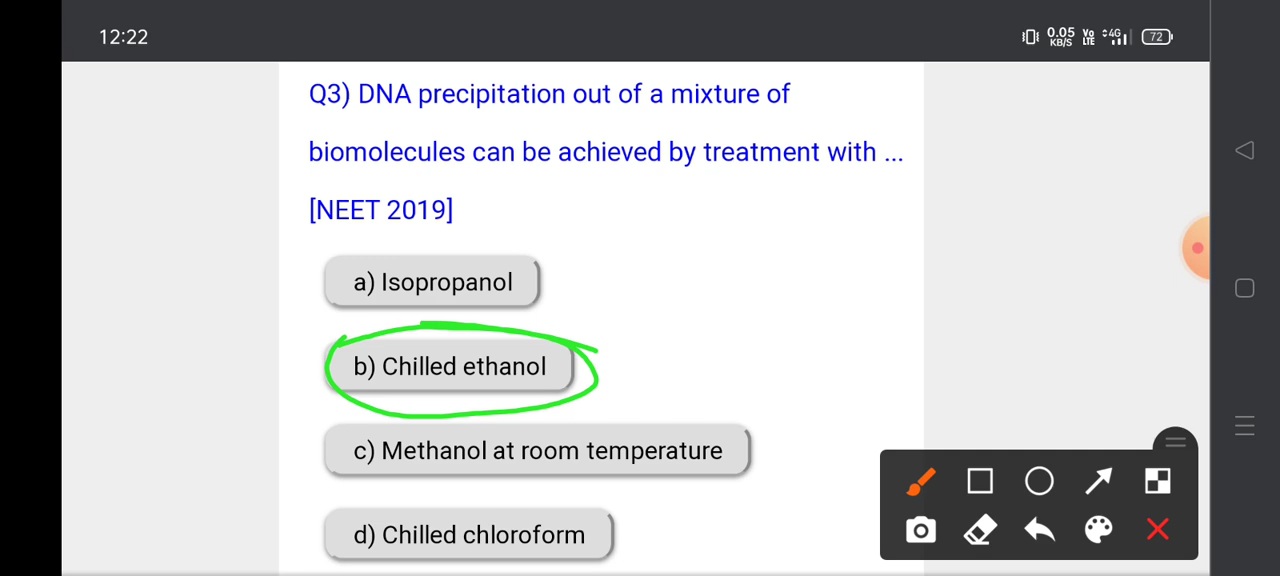 12:22
0.05 KB/S Vo LTE 4G 72
Q3) DNA precipitation out of a mixture of
biomolecules can be achieved by treatment with ...
[NEET 2019]
a) Isopropanol
b) Chilled ethanol
c) Methanol at room temperature
d) Chilled chloroform